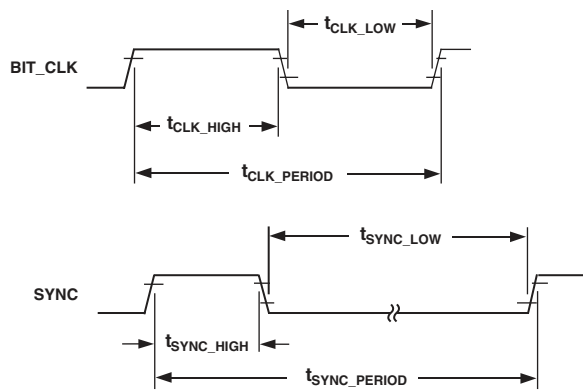 t_CLK_LOW
BIT_CLK
t_CLK_HIGH
t_CLK_PERIOD
t_SYNC_LOW
SYNC
t_SYNC_HIGH
t_SYNC_PERIOD